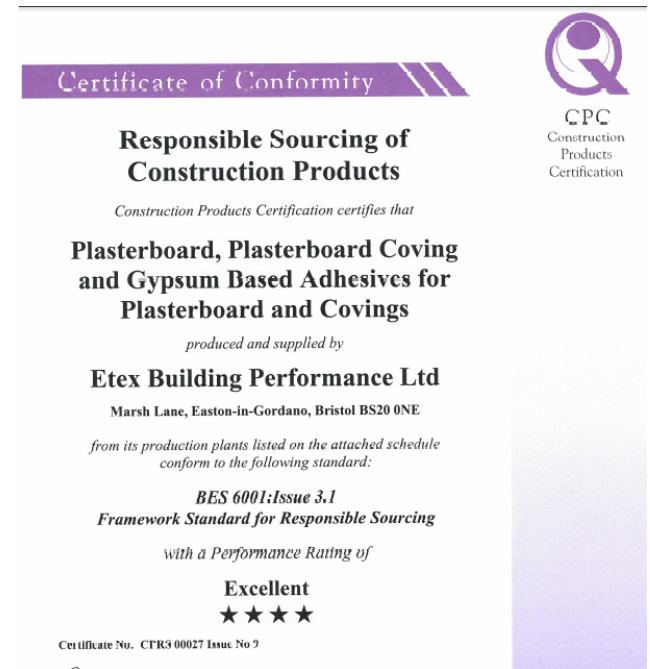 Certificate of Conformity
CPC
Construction
Products
Certification
Responsible Sourcing of
Construction Products
Construction Products Certification certifies that
Plasterboard, Plasterboard Coving
and Gypsum Based Adhesives for
Plasterboard and Covings
produced and supplied by
Etex Building Performance Ltd
Marsh Lane, Easton-in-Gordano, Bristol BS20 0NE
from its production plants listed on the attached schedule
conform to the following standard:
BES 6001:Issue 3.1
Framework Standard for Responsible Sourcing
with a Performance Rating of
Excellent
★★★★
Certificate No. 00027 Issue No 9